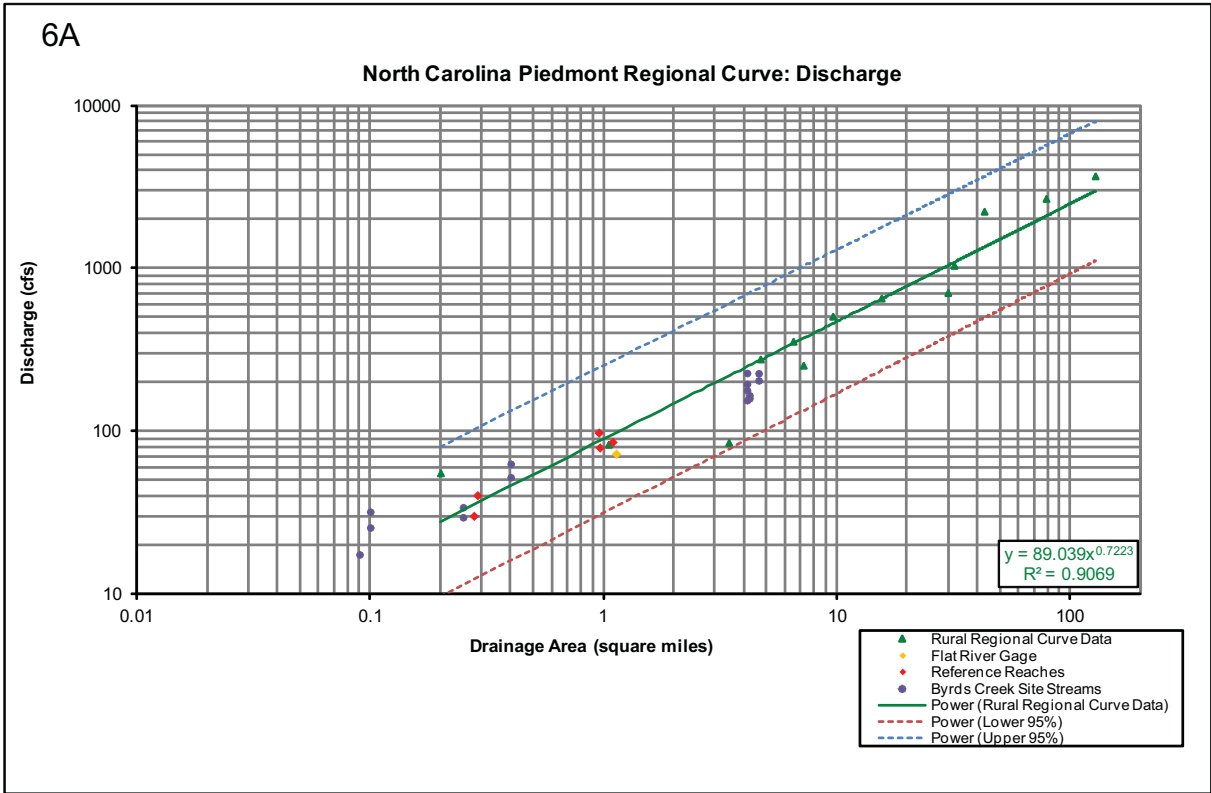 6A
North Carolina Piedmont Regional Curve: Discharge
10000
1000
100
10
Discharge (cfs)
0.01 0.1 1 10 100
Drainage Area (square miles)
y = 89.039x^0.7223
R² = 0.9069
Rural Regional Curve Data
Flat River Gage
Reference Reaches
Byrds Creek Site Streams
Power (Rural Regional Curve Data)
Power (Lower 95%)
Power (Upper 95%)